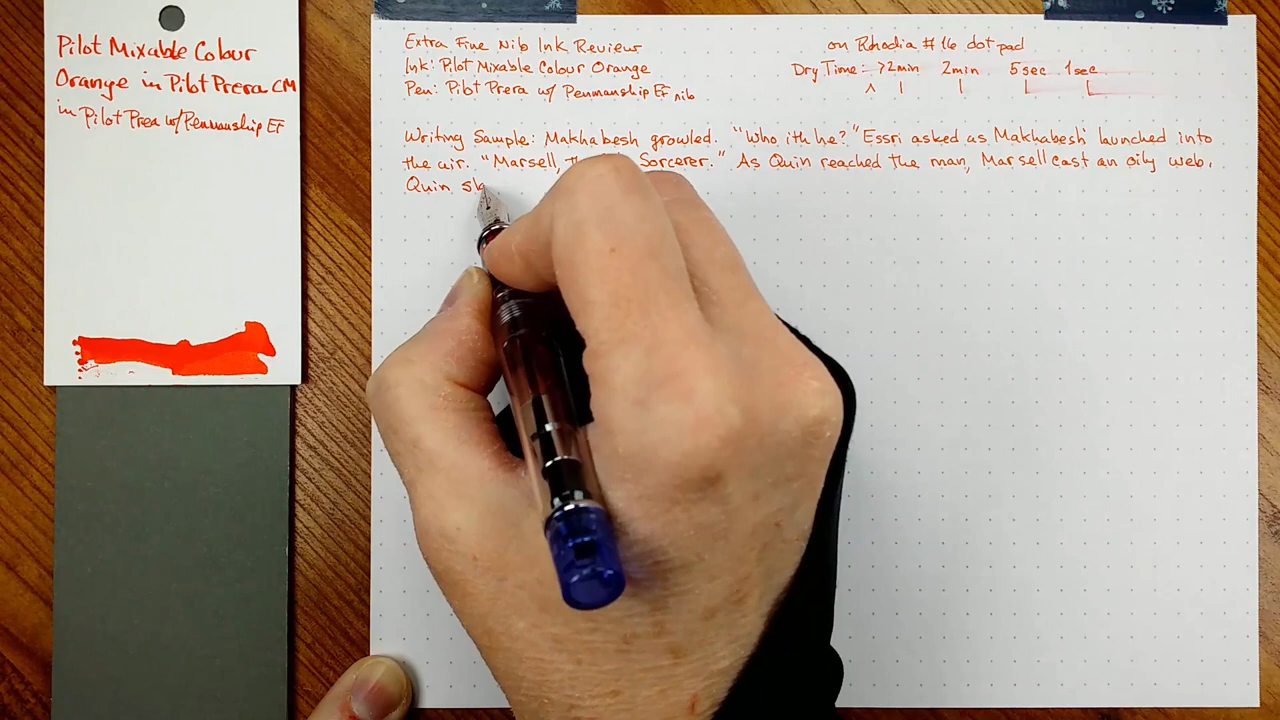 Pilot Mixable Colour
Orange in Pilot Prera CM
in Pilot Prea w/Penmanship EF
Extra Fine Nib Ink Review
Ink: Pilot Mixable Colour Orange
Pen: Pilot Prera w/ Penmanship EF nib
on Rhodia #16 dotpad
Dry Time: >2min 2min 5sec 1sec
Writing Sample: Makhabesh growled. "Who ith he?" Essri asked as Makhabesh launched into
the air. "Marsell, Sorcerer." As Quin reached the man, Marsell cast an oily web.
Quin